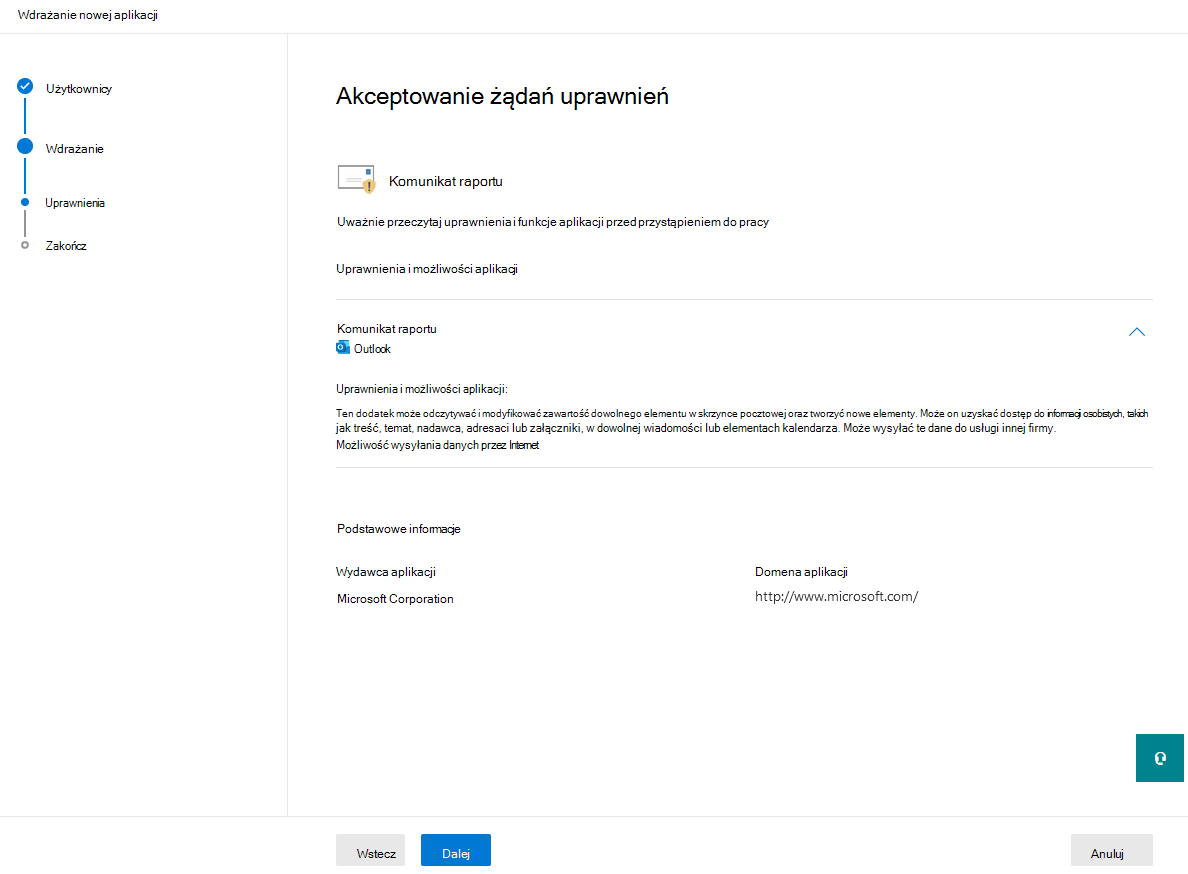 Wdrażanie nowej aplikacji
Użytkownicy
Wdrażanie
Uprawnienia
Zakończ
Akceptowanie żądań uprawnień
Komunikat raportu
Uważnie przeczytaj uprawnienia i funkcje aplikacji przed przystąpieniem do pracy
Uprawnienia i możliwości aplikacji
Komunikat raportu
Outlook
Uprawnienia i możliwości aplikacji:
Ten dodatek może odczytywać i modyfikować zawartość dowolnego elementu w skrzynce pocztowej oraz tworzyć nowe elementy. Może on uzyskać dostęp do informacji osobistych, takich
jak treść, temat, nadawca, adresaci lub załączniki, w dowolnej wiadomości lub elementach kalendarza. Może wysyłać te dane do usługi innej firmy.
Możliwość wysyłania danych przez Internet
Podstawowe informacje
Wydawca aplikacji
Domena aplikacji
Microsoft Corporation
http://www.microsoft.com/
Wstecz
Dalej
Anuluj